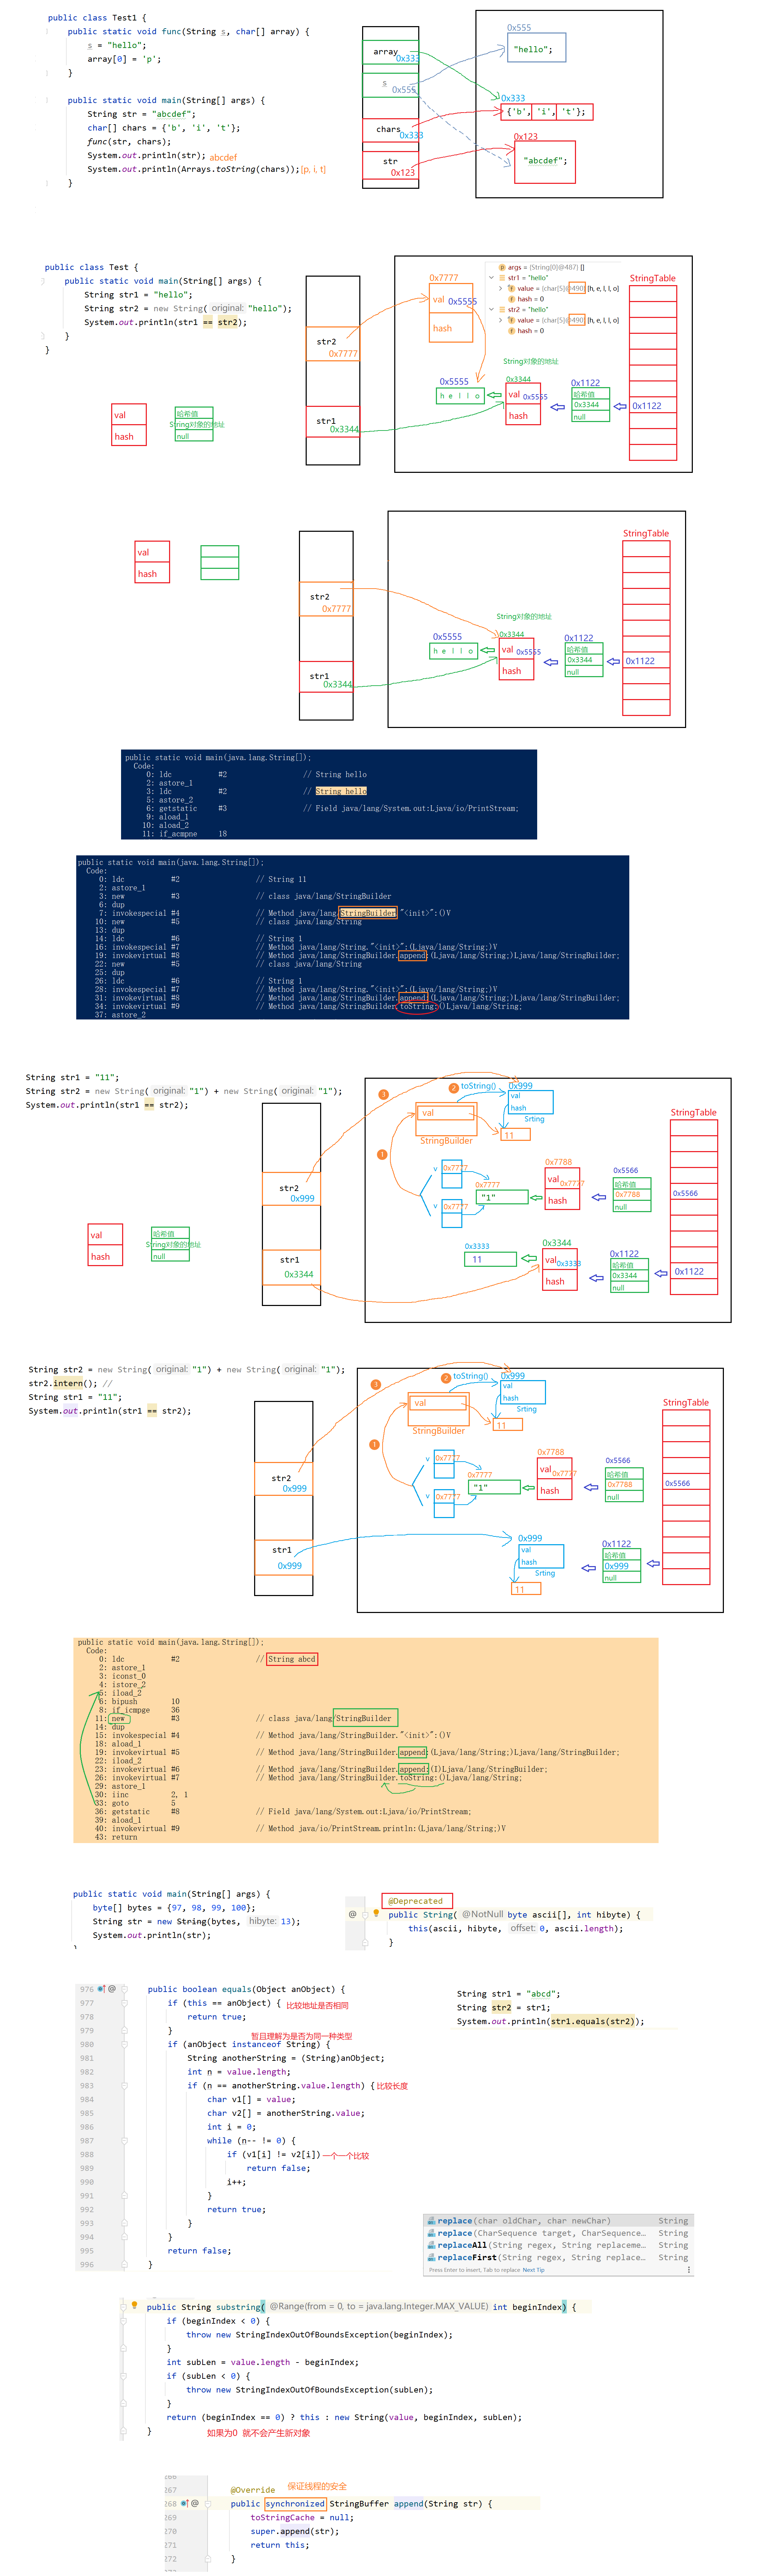 public class Test1 {
public static void func(String s, char[] array) {
s = "hello";
array[0] = 'p';
}
public static void main(String[] args) {
String str = "abcdef";
char[] chars = {'b', 'i', 't'};
func(str, chars);
System.out.println(str); abcdef
System.out.println(Arrays.toString(chars));[p, i, t]
}
array
0x333
s
0x555
chars
0x333
str
0x123
0x555
"hello";
0x333
{'b', 'i', 't'};
0x123
"abcdef";
public class Test {
public static void main(String[] args) {
String str1 = "hello";
String str2 = new String( original: "hello");
System.out.println(str1 == str2);
}
}
val
hash
哈希值
String对象的地址
null
str2
0x7777
str1
0x3344
0x7777
val 0x5555
hash
args = {String[0]@487} []
str1 = "hello"
value = {char[5]@490} [h, e, l, l, o]
hash = 0
str2 = "hello"
value = {char[5]@490} [h, e, l, l, o]
hash = 0
String对象的地址
0x5555
h e l l o
0x3344
val 0x5555
hash
0x1122
哈希值
0x3344
null
StringTable
0x1122
val
hash
str2
0x7777
str1
0x3344
String对象的地址
0x5555
h e l l o
0x3344
val 0x5555
hash
0x1122
哈希值
0x3344
null
StringTable
0x1122
public static void main(java.lang.String[]);
Code:
0: ldc #2 // String hello
2: astore_1
3: ldc #2 // String hello
5: astore_2
6: getstatic #3 // Field java/lang/System.out:Ljava/io/PrintStream;
9: aload_1
10: aload_2
11: if_acmpne 18
public static void main(java.lang.String[]);
Code:
0: ldc #2 // String 11
2: astore_1
3: new #3 // class java/lang/StringBuilder
6: dup
7: invokespecial #4 // Method java/lang/StringBuilder."<init>":()V
10: new #5 // class java/lang/String
13: dup
14: ldc #6 // String 1
16: invokespecial #7 // Method java/lang/String."<init>":(Ljava/lang/String;)V
19: invokevirtual #8 // Method java/lang/StringBuilder.append:(Ljava/lang/String;)Ljava/lang/StringBuilder;
22: new #5 // class java/lang/String
25: dup
26: ldc #6 // String 1
28: invokespecial #7 // Method java/lang/String."<init>":(Ljava/lang/String;)V
31: invokevirtual #8 // Method java/lang/StringBuilder.append:(Ljava/lang/String;)Ljava/lang/StringBuilder;
34: invokevirtual #9 // Method java/lang/StringBuilder.toString:()Ljava/lang/String;
37: astore_2
String str1 = "11";
String str2 = new String( original: "1") + new String( original: "1");
System.out.println(str1 == str2);
val
hash
哈希值
String对象的地址
null
str2
0x999
str1
0x3344
3
1
2 toString()
val
StringBuilder
0x999
val
hash
Srting
11
v 0x7777
v 0x7777
0x7777
"1"
0x7788
val 0x7777
hash
0x5566
哈希值
0x7788
null
0x3333
11
0x3344
val 0x3333
hash
0x1122
哈希值
0x3344
null
StringTable
0x5566
0x1122
String str2 = new String( original: "1") + new String( original: "1");
str2.intern(); //
String str1 = "11";
System.out.println(str1 == str2);
str2
0x999
str1
0x999
3
1
2 toString()
val
StringBuilder
0x999
val
hash
Srting
11
v 0x7777
v 0x7777
0x7777
"1"
0x7788
val 0x7777
hash
0x5566
哈希值
0x7788
null
0x999
val
hash
Srting
11
0x1122
哈希值
0x999
null
StringTable
0x5566
public static void main(java.lang.String[]);
Code:
0: ldc #2 // String abcd
2: astore_1
3: iconst_0
4: istore_2
5: iload_2
6: bipush 10
8: if_icmpge 36
11: new #3 // class java/lang/StringBuilder
14: dup
15: invokespecial #4 // Method java/lang/StringBuilder."<init>":()V
18: aload_1
19: invokevirtual #5 // Method java/lang/StringBuilder.append:(Ljava/lang/String;)Ljava/lang/StringBuilder;
22: iload_2
23: invokevirtual #6 // Method java/lang/StringBuilder.append:(I)Ljava/lang/StringBuilder;
26: invokevirtual #7 // Method java/lang/StringBuilder.toString:()Ljava/lang/String;
29: astore_1
30: iinc 2, 1
33: goto 5
36: getstatic #8 // Field java/lang/System.out:Ljava/io/PrintStream;
39: aload_1
40: invokevirtual #9 // Method java/io/PrintStream.println:(Ljava/lang/String;)V
43: return
public static void main(String[] args) {
byte[] bytes = {97, 98, 99, 100};
String str = new String(bytes, hibyte: 13);
System.out.println(str);
}
@Deprecated
@ public String( @NotNull byte ascii[], int hibyte) {
this(ascii, hibyte, offset: 0, ascii.length);
}
976 @ public boolean equals(Object anObject) {
977 if (this == anObject) { 比较地址是否相同
978 return true;
979 }
暂且理解为是否为同一种类型
980 if (anObject instanceof String) {
981 String anotherString = (String)anObject;
982 int n = value.length;
983 if (n == anotherString.value.length) { 比较长度
984 char v1[] = value;
985 char v2[] = anotherString.value;
986 int i = 0;
987 while (n-- != 0) {
988 if (v1[i] != v2[i]) 一个一个比较
989 return false;
990 i++;
991 }
992 return true;
993 }
994 }
995 return false;
996 }
String str1 = "abcd";
String str2 = str1;
System.out.println(str1.equals(str2));
replace(char oldChar, char newChar) String
replace(CharSequence target, CharSequence… String
replaceAll(String regex, String replaceme… String
replaceFirst(String regex, String replace… String
Press Enter to insert, Tab to replace Next Tip
public String substring( @Range(from = 0, to = java.lang.Integer.MAX_VALUE) int beginIndex) {
if (beginIndex < 0) {
throw new StringIndexOutOfBoundsException(beginIndex);
}
int subLen = value.length - beginIndex;
if (subLen < 0) {
throw new StringIndexOutOfBoundsException(subLen);
}
return (beginIndex == 0) ? this : new String(value, beginIndex, subLen);
} 如果为0 就不会产生新对象
266
267 @Override 保证线程的安全
268 @ public synchronized StringBuffer append(String str) {
269 toStringCache = null;
270 super.append(str);
271 return this;
272 }